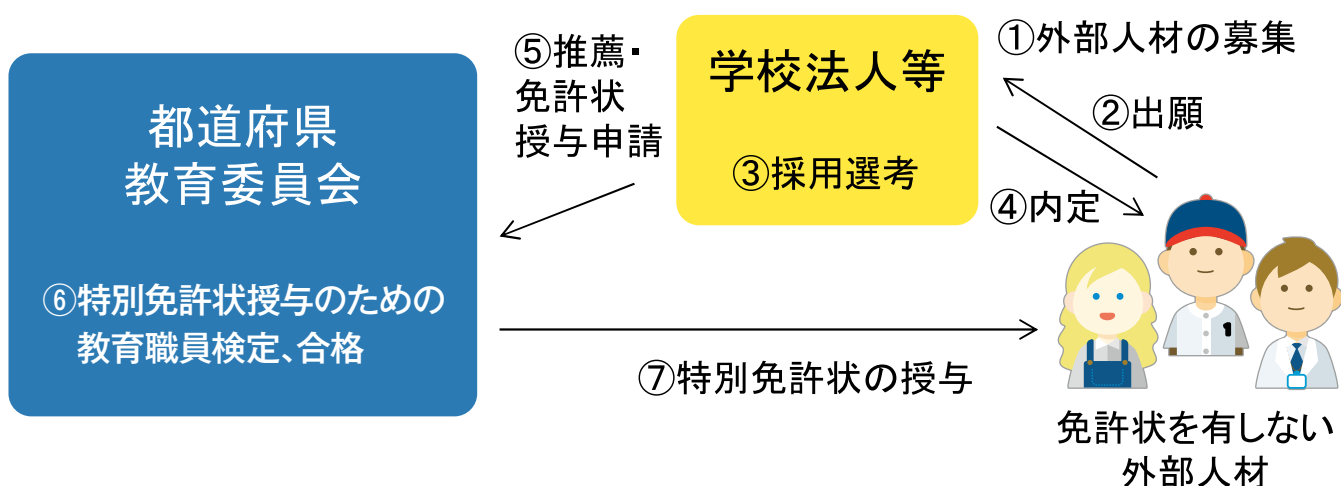 都道府県
教育委員会
⑥特別免許状授与のための
教育職員検定、合格
⑤推薦・
免許状
授与申請
学校法人等
③採用選考
①外部人材の募集
②出願
④内定
⑦特別免許状の授与
免許状を有しない
外部人材